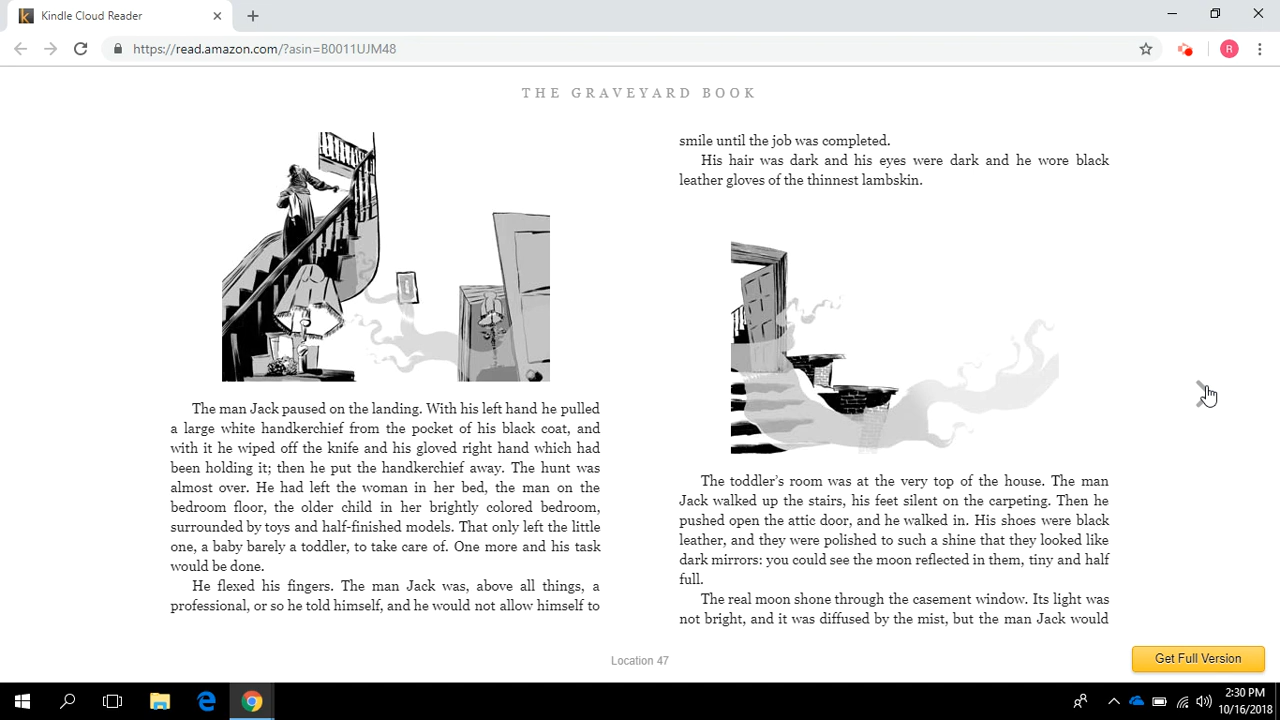 Kindle Cloud Reader
https://read.amazon.com/?asin=B0011UJM48
R
THE GRAVEYARD BOOK
The man Jack paused on the landing. With his left hand he pulled
a large white handkerchief from the pocket of his black coat, and
with it he wiped off the knife and his gloved right hand which had
been holding it; then he put the handkerchief away. The hunt was
almost over. He had left the woman in her bed, the man on the
bedroom floor, the older child in her brightly colored bedroom,
surrounded by toys and half-finished models. That only left the little
one, a baby barely a toddler, to take care of. One more and his task
would be done.
He flexed his fingers. The man Jack was, above all things, a
professional, or so he told himself, and he would not allow himself to
smile until the job was completed.
His hair was dark and his eyes were dark and he wore black
leather gloves of the thinnest lambskin.
The toddler’s room was at the very top of the house. The man
Jack walked up the stairs, his feet silent on the carpeting. Then he
pushed open the attic door, and he walked in. His shoes were black
leather, and they were polished to such a shine that they looked like
dark mirrors: you could see the moon reflected in them, tiny and half
full.
The real moon shone through the casement window. Its light was
not bright, and it was diffused by the mist, but the man Jack would
Location 47
Get Full Version
2:30 PM
10/16/2018